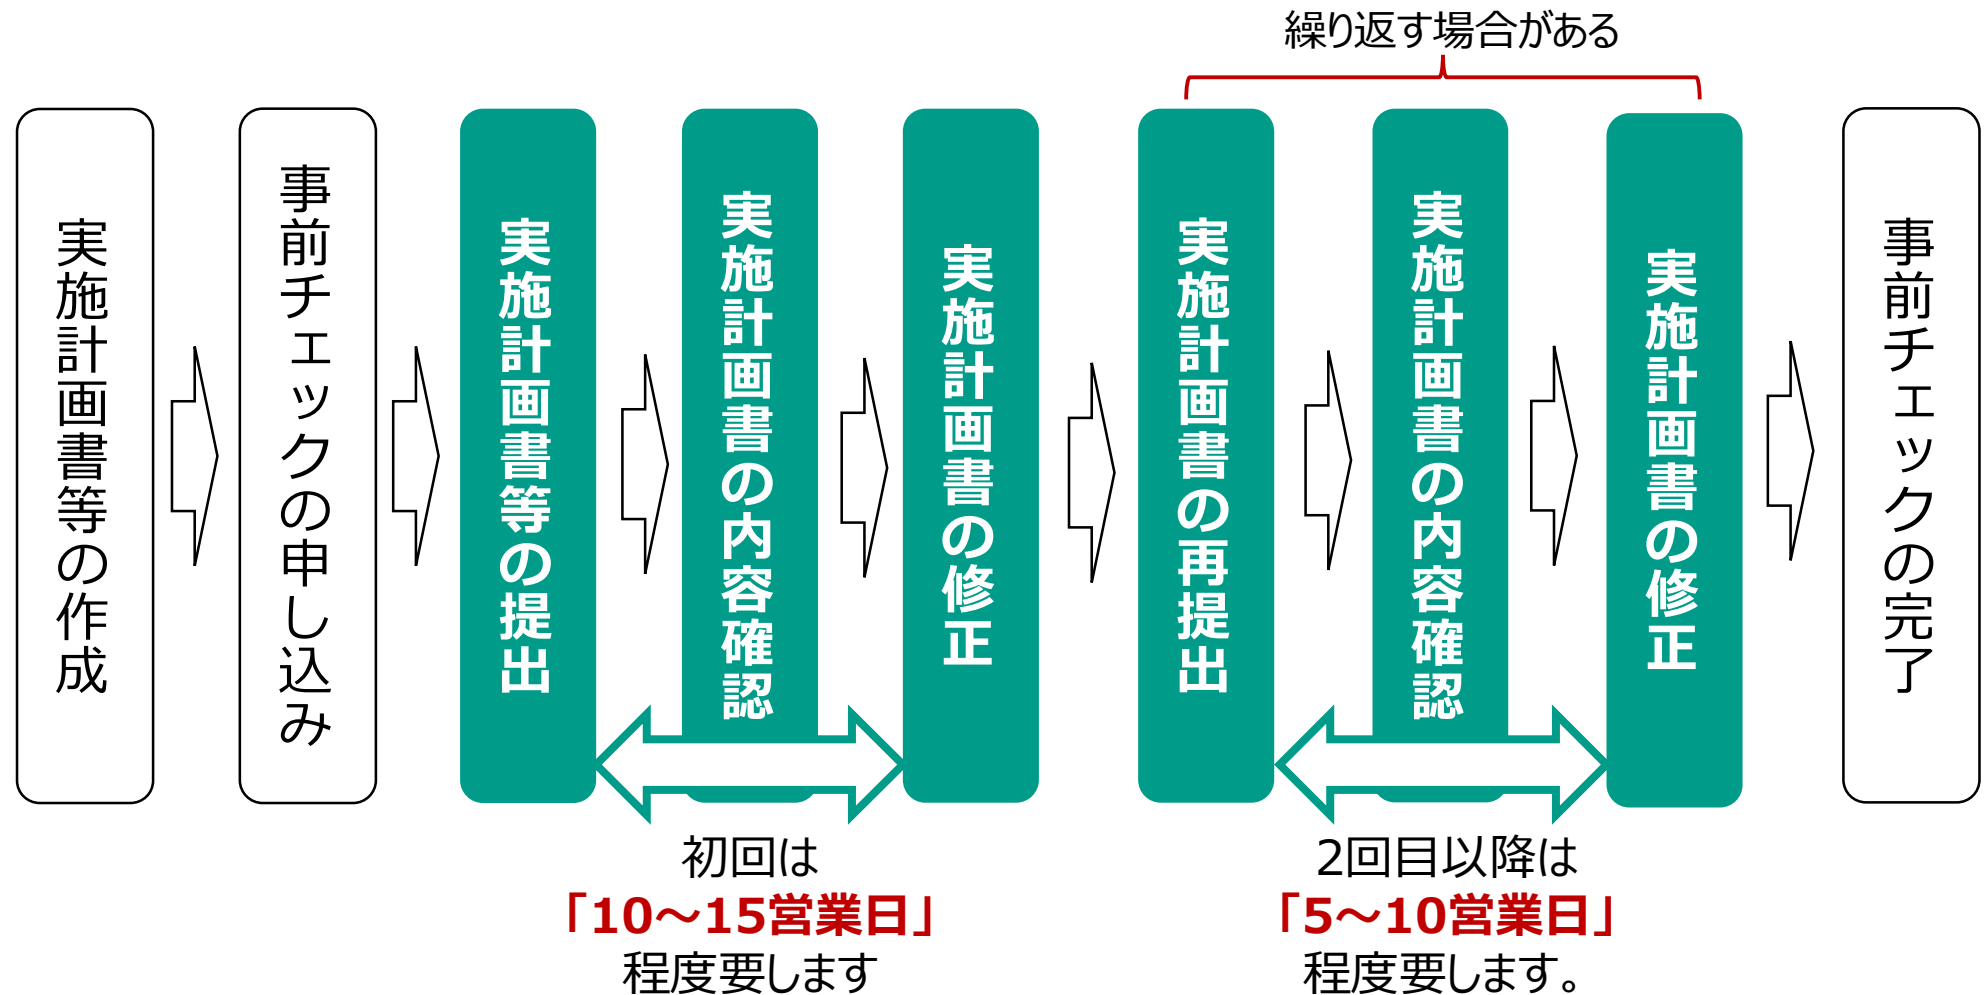 繰り返す場合がある
実施計画書等の作成
事前チェックの申し込み
実施計画書等の提出
実施計画書の内容確認
実施計画書の修正
実施計画書の再提出
実施計画書の内容確認
実施計画書の修正
事前チェックの完了
初回は
「10～15営業日」
程度要します
2回目以降は
「5～10営業日」
程度要します。